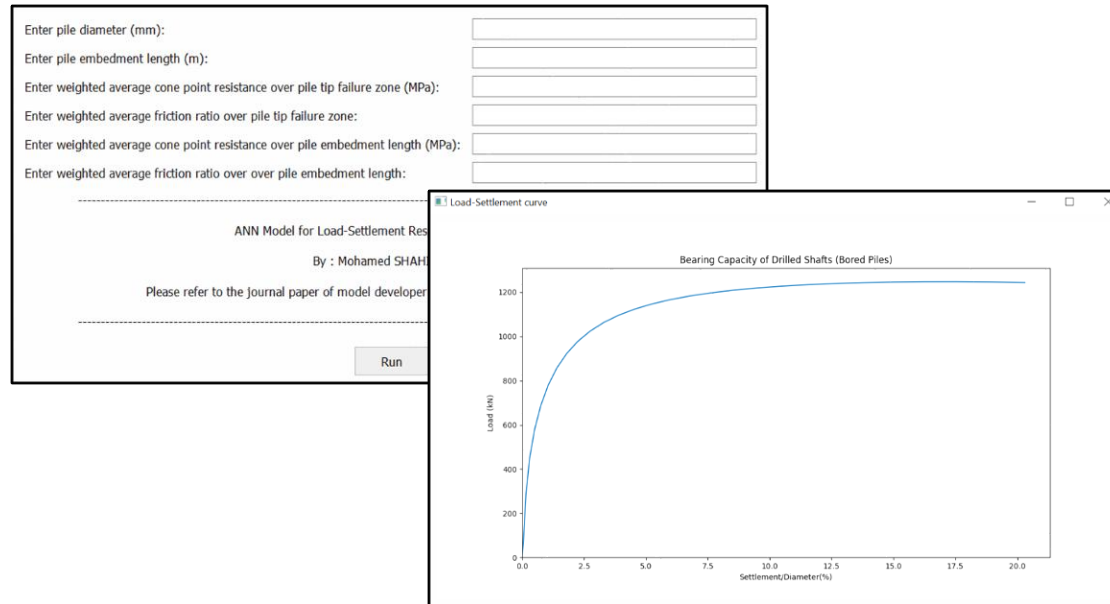 Enter pile diameter (mm):
Enter pile embedment length (m):
Enter weighted average cone point resistance over pile tip failure zone (MPa):
Enter weighted average friction ratio over pile tip failure zone:
Enter weighted average cone point resistance over pile embedment length (MPa):
Enter weighted average friction ratio over over pile embedment length:
ANN Model for Load-Settlement
By : Mohamed
Please refer to the journal paper of model developer
Run
Load-Settlement curve
Bearing Capacity of Drilled Shafts (Bored Piles)
Load (kN)
1200
1000
800
600
400
200
0
0.0 2.5 5.0 7.5 10.0 12.5 15.0 17.5 20.0
Settlement/Diameter(%)